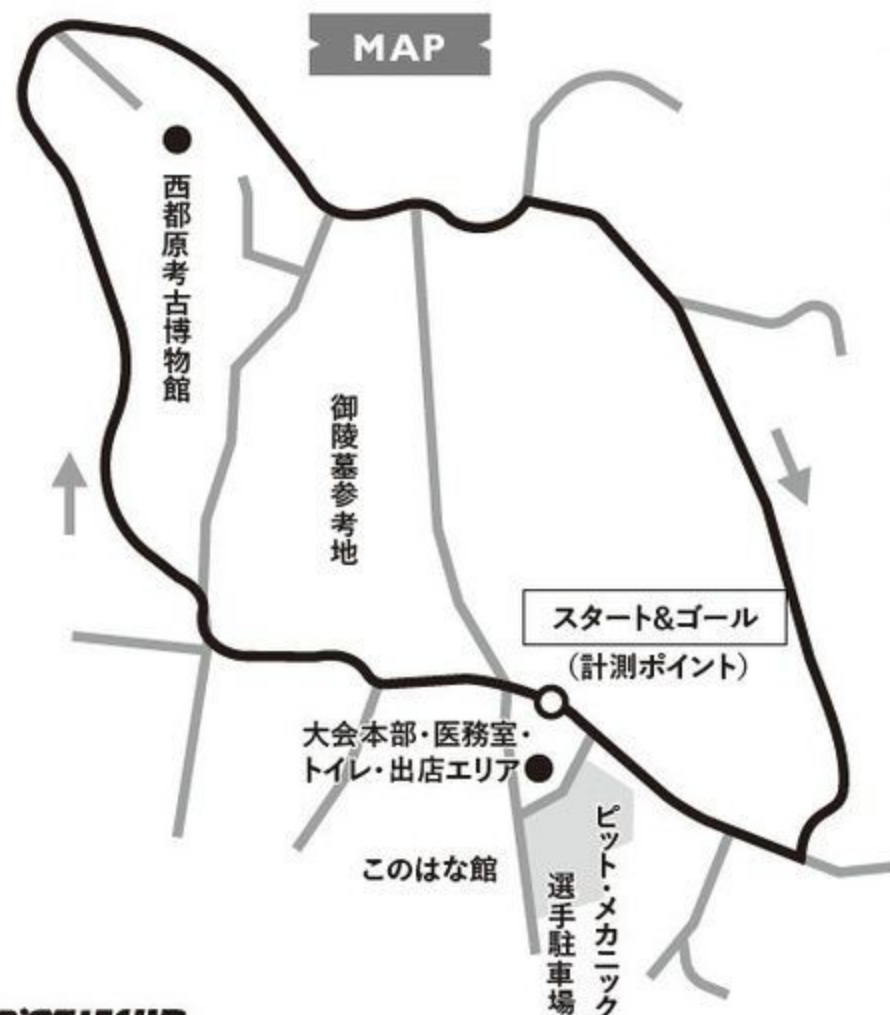 MAP
西都原考古博物館
御陵墓参考地
スタート&ゴール
(計測ポイント)
大会本部・医務室・
トイレ・出店エリア
このはな館
ピット・メカニック
選手駐車場